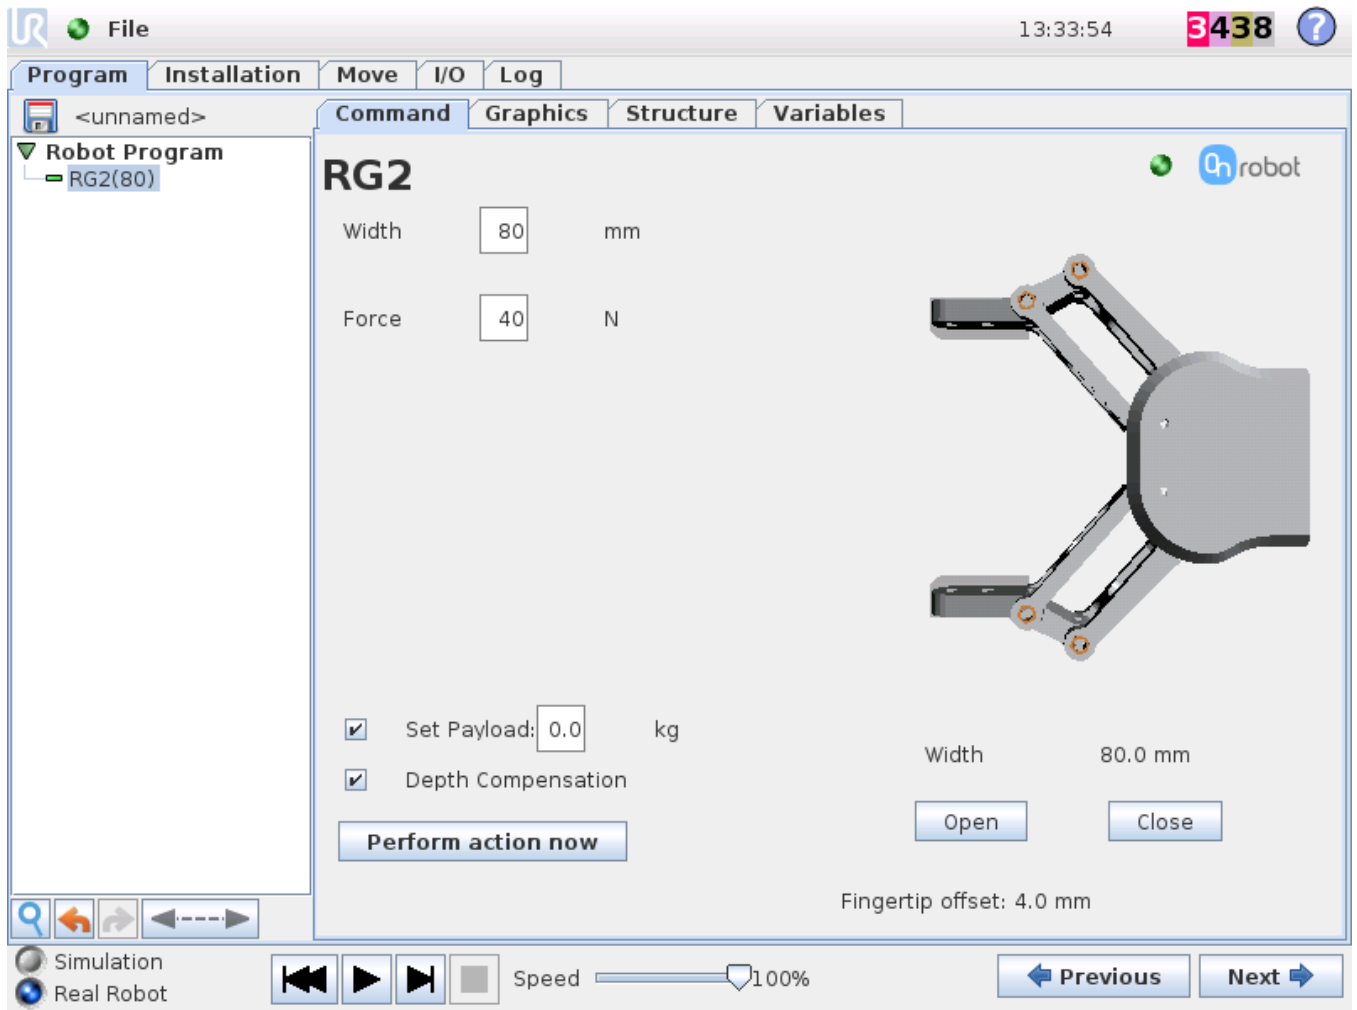 UR File 13:33:54 3438 ?
Program Installation Move I/O Log
<unnamed> Command Graphics Structure Variables
Robot Program
RG2(80)
RG2 On robot
Width 80 mm
Force 40 N
Set Payload: 0.0 kg
Depth Compensation
Perform action now
Width 80.0 mm
Open Close
Fingertip offset: 4.0 mm
Simulation
Real Robot
Speed 100%
Previous Next